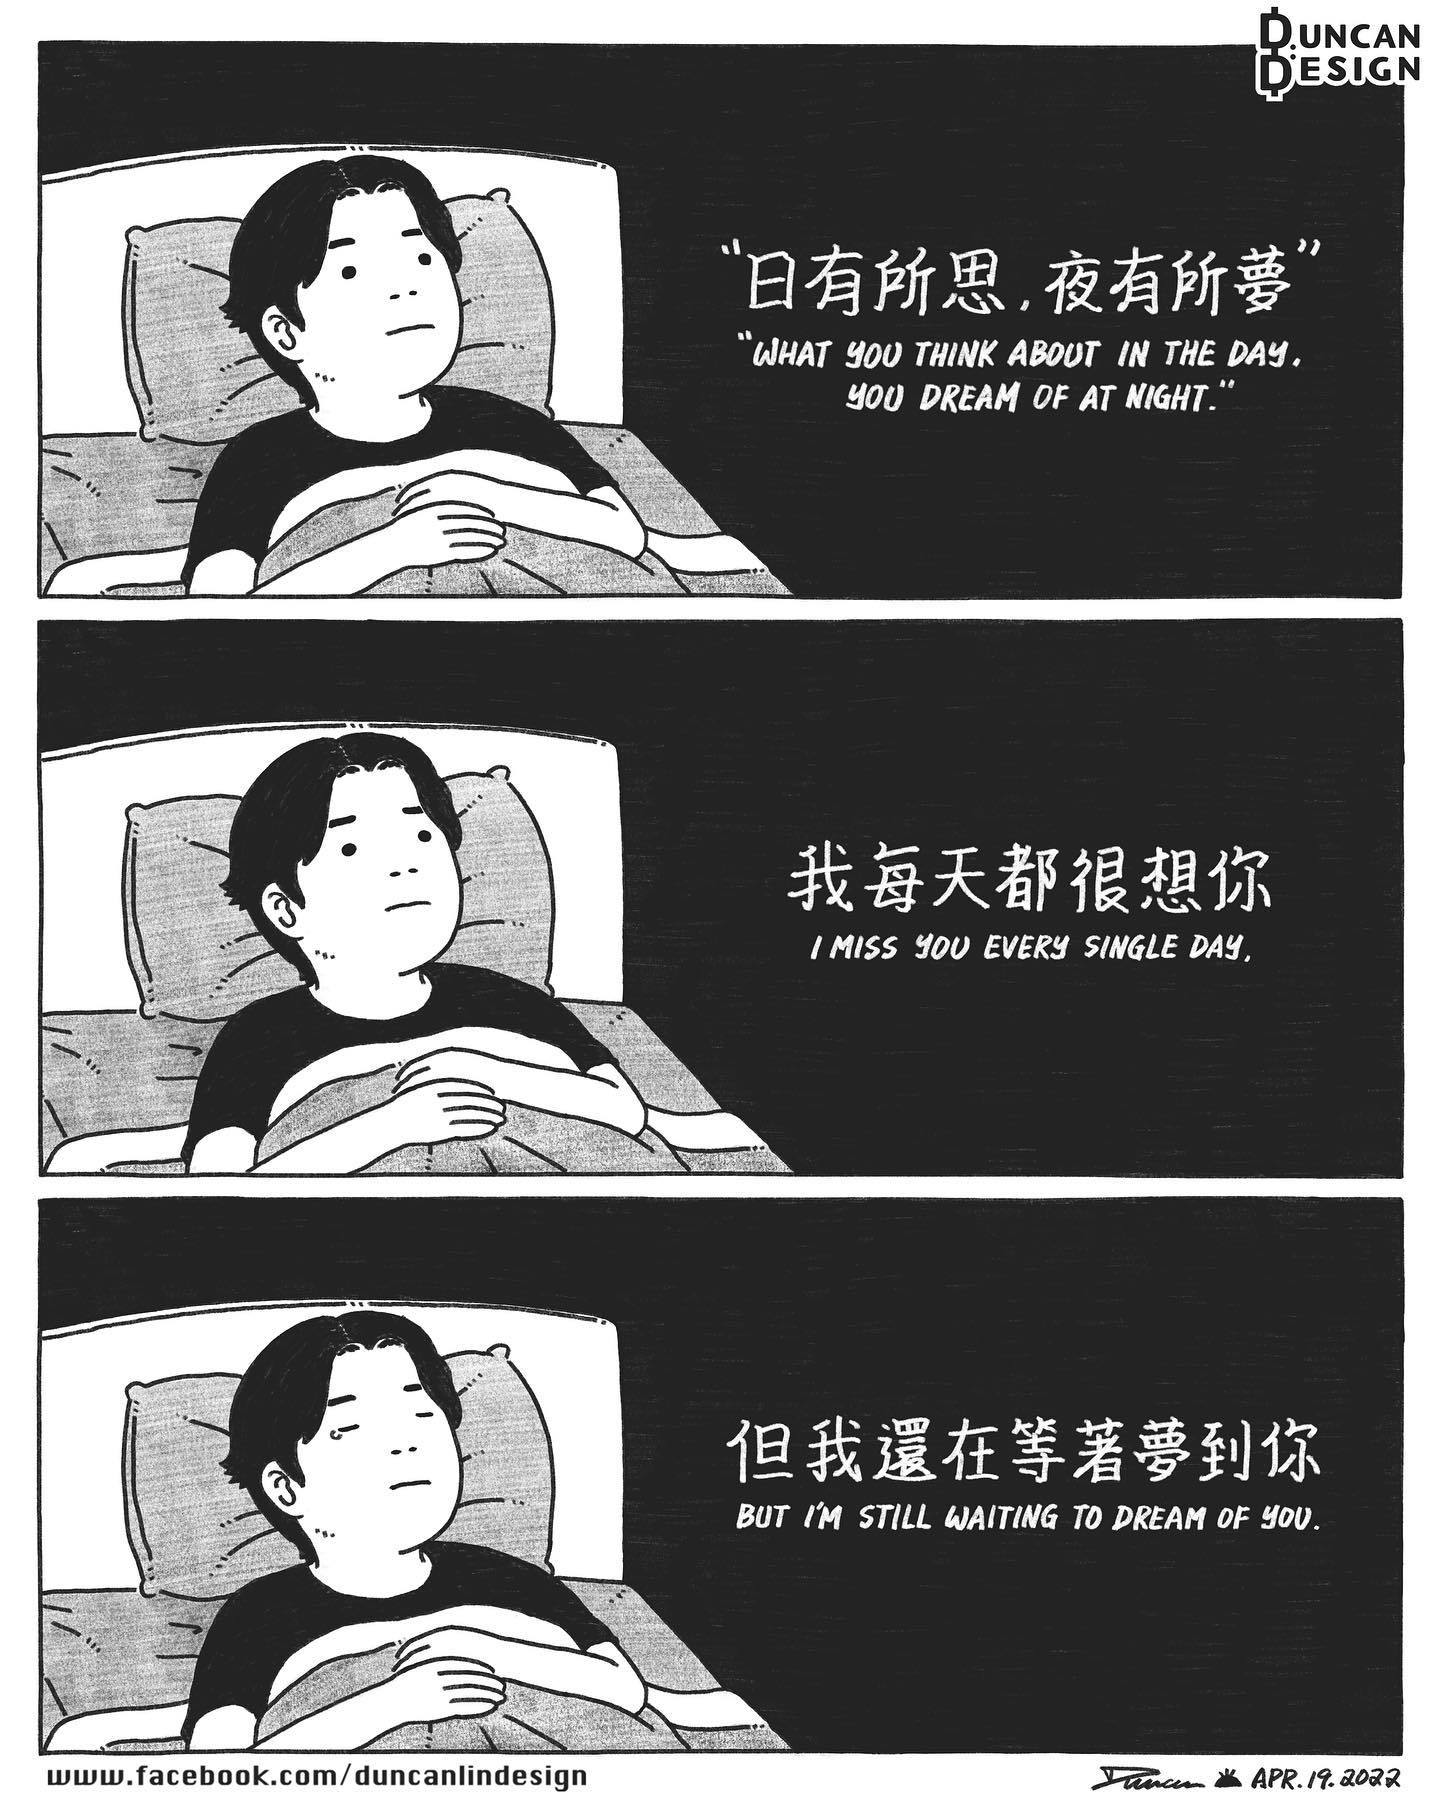 DUNCAN
DESIGN
“日有所思,夜有所夢”
"WHAT YOU THINK ABOUT IN THE DAY,
YOU DREAM OF AT NIGHT."
我每天都很想你
I MISS YOU EVERY SINGLE DAY,
但我還在等著夢到你
BUT I'M STILL WAITING TO DREAM OF YOU.
www.facebook.com/duncanlindesign
Duncan APR.19.2022